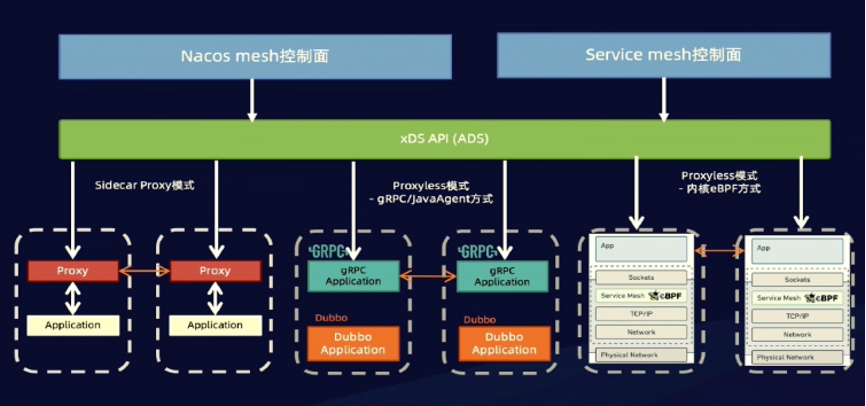 Nacos mesh控制面
Service mesh控制面
xDS API (ADS)
Sidecar Proxy模式
Proxyless模式
- gRPC/JavaAgent方式
Proxyless模式
- 内核eBPF方式
Proxy
Application
Proxy
Application
GRPC
gRPC
Application
Dubbo
Dubbo
Application
GRPC
gRPC
Application
Dubbo
Dubbo
Application
App
Sockets
Service Mesh eBPF
TCP/IP
Network
Physical Network
App
Sockets
Service Mesh eBPF
TCP/IP
Network
Physical Network